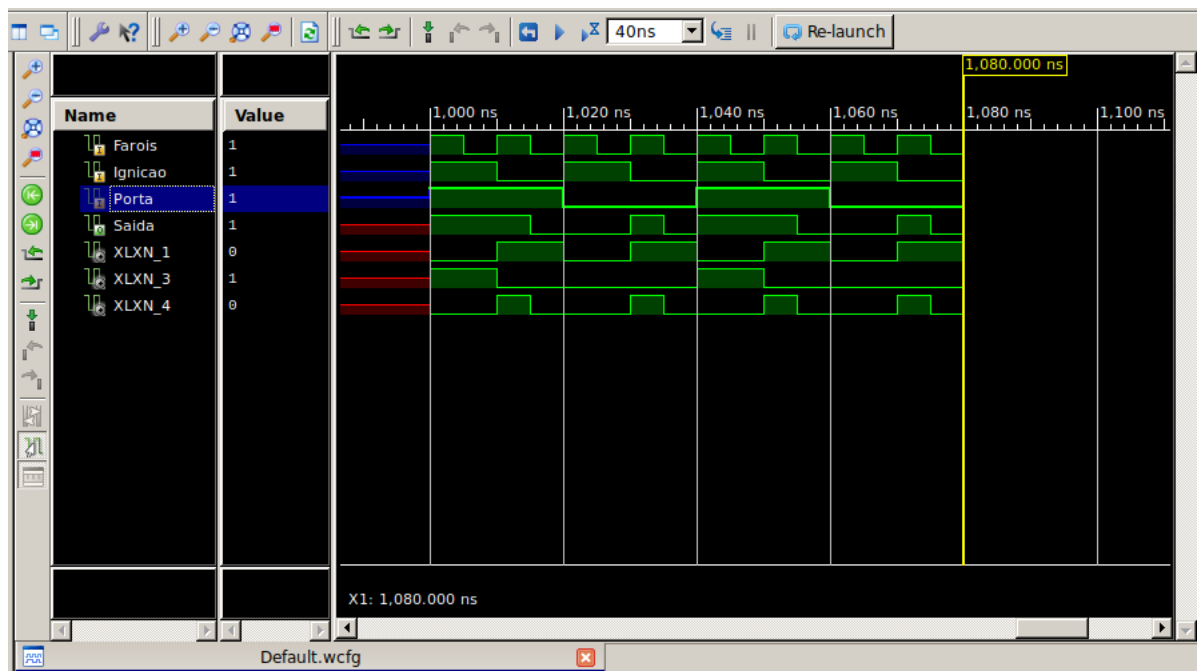 40ns
Re-launch
1,080.000 ns
Name
Value
1,000 ns
1,020 ns
1,040 ns
1,060 ns
1,080 ns
1,100 ns
Farois
1
Ignicao
1
Porta
1
Saida
1
XLXN_1
0
XLXN_3
1
XLXN_4
0
X1: 1,080.000 ns
Default.wcfg